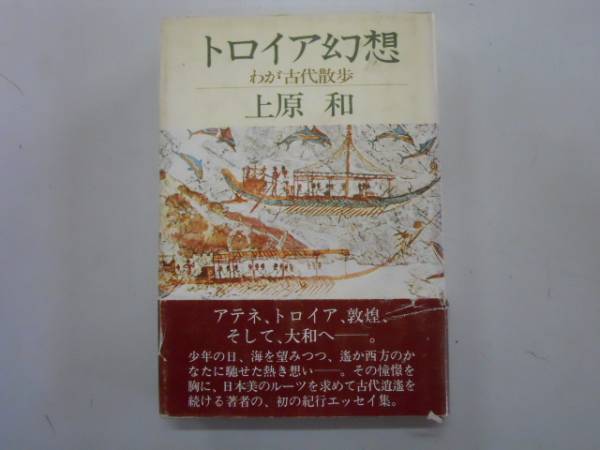 トロイア幻想
わが古代散歩
上原 和
アテネ、トロイア、敦煌、
そして、大和へ――。
少年の日、海を望みつつ、遙か西方のか
なたに馳せた熱き想い――。その憧憬を
胸に、日本美のルーツを求めて古代逍遙を
続ける著者の、初の紀行エッセイ集。